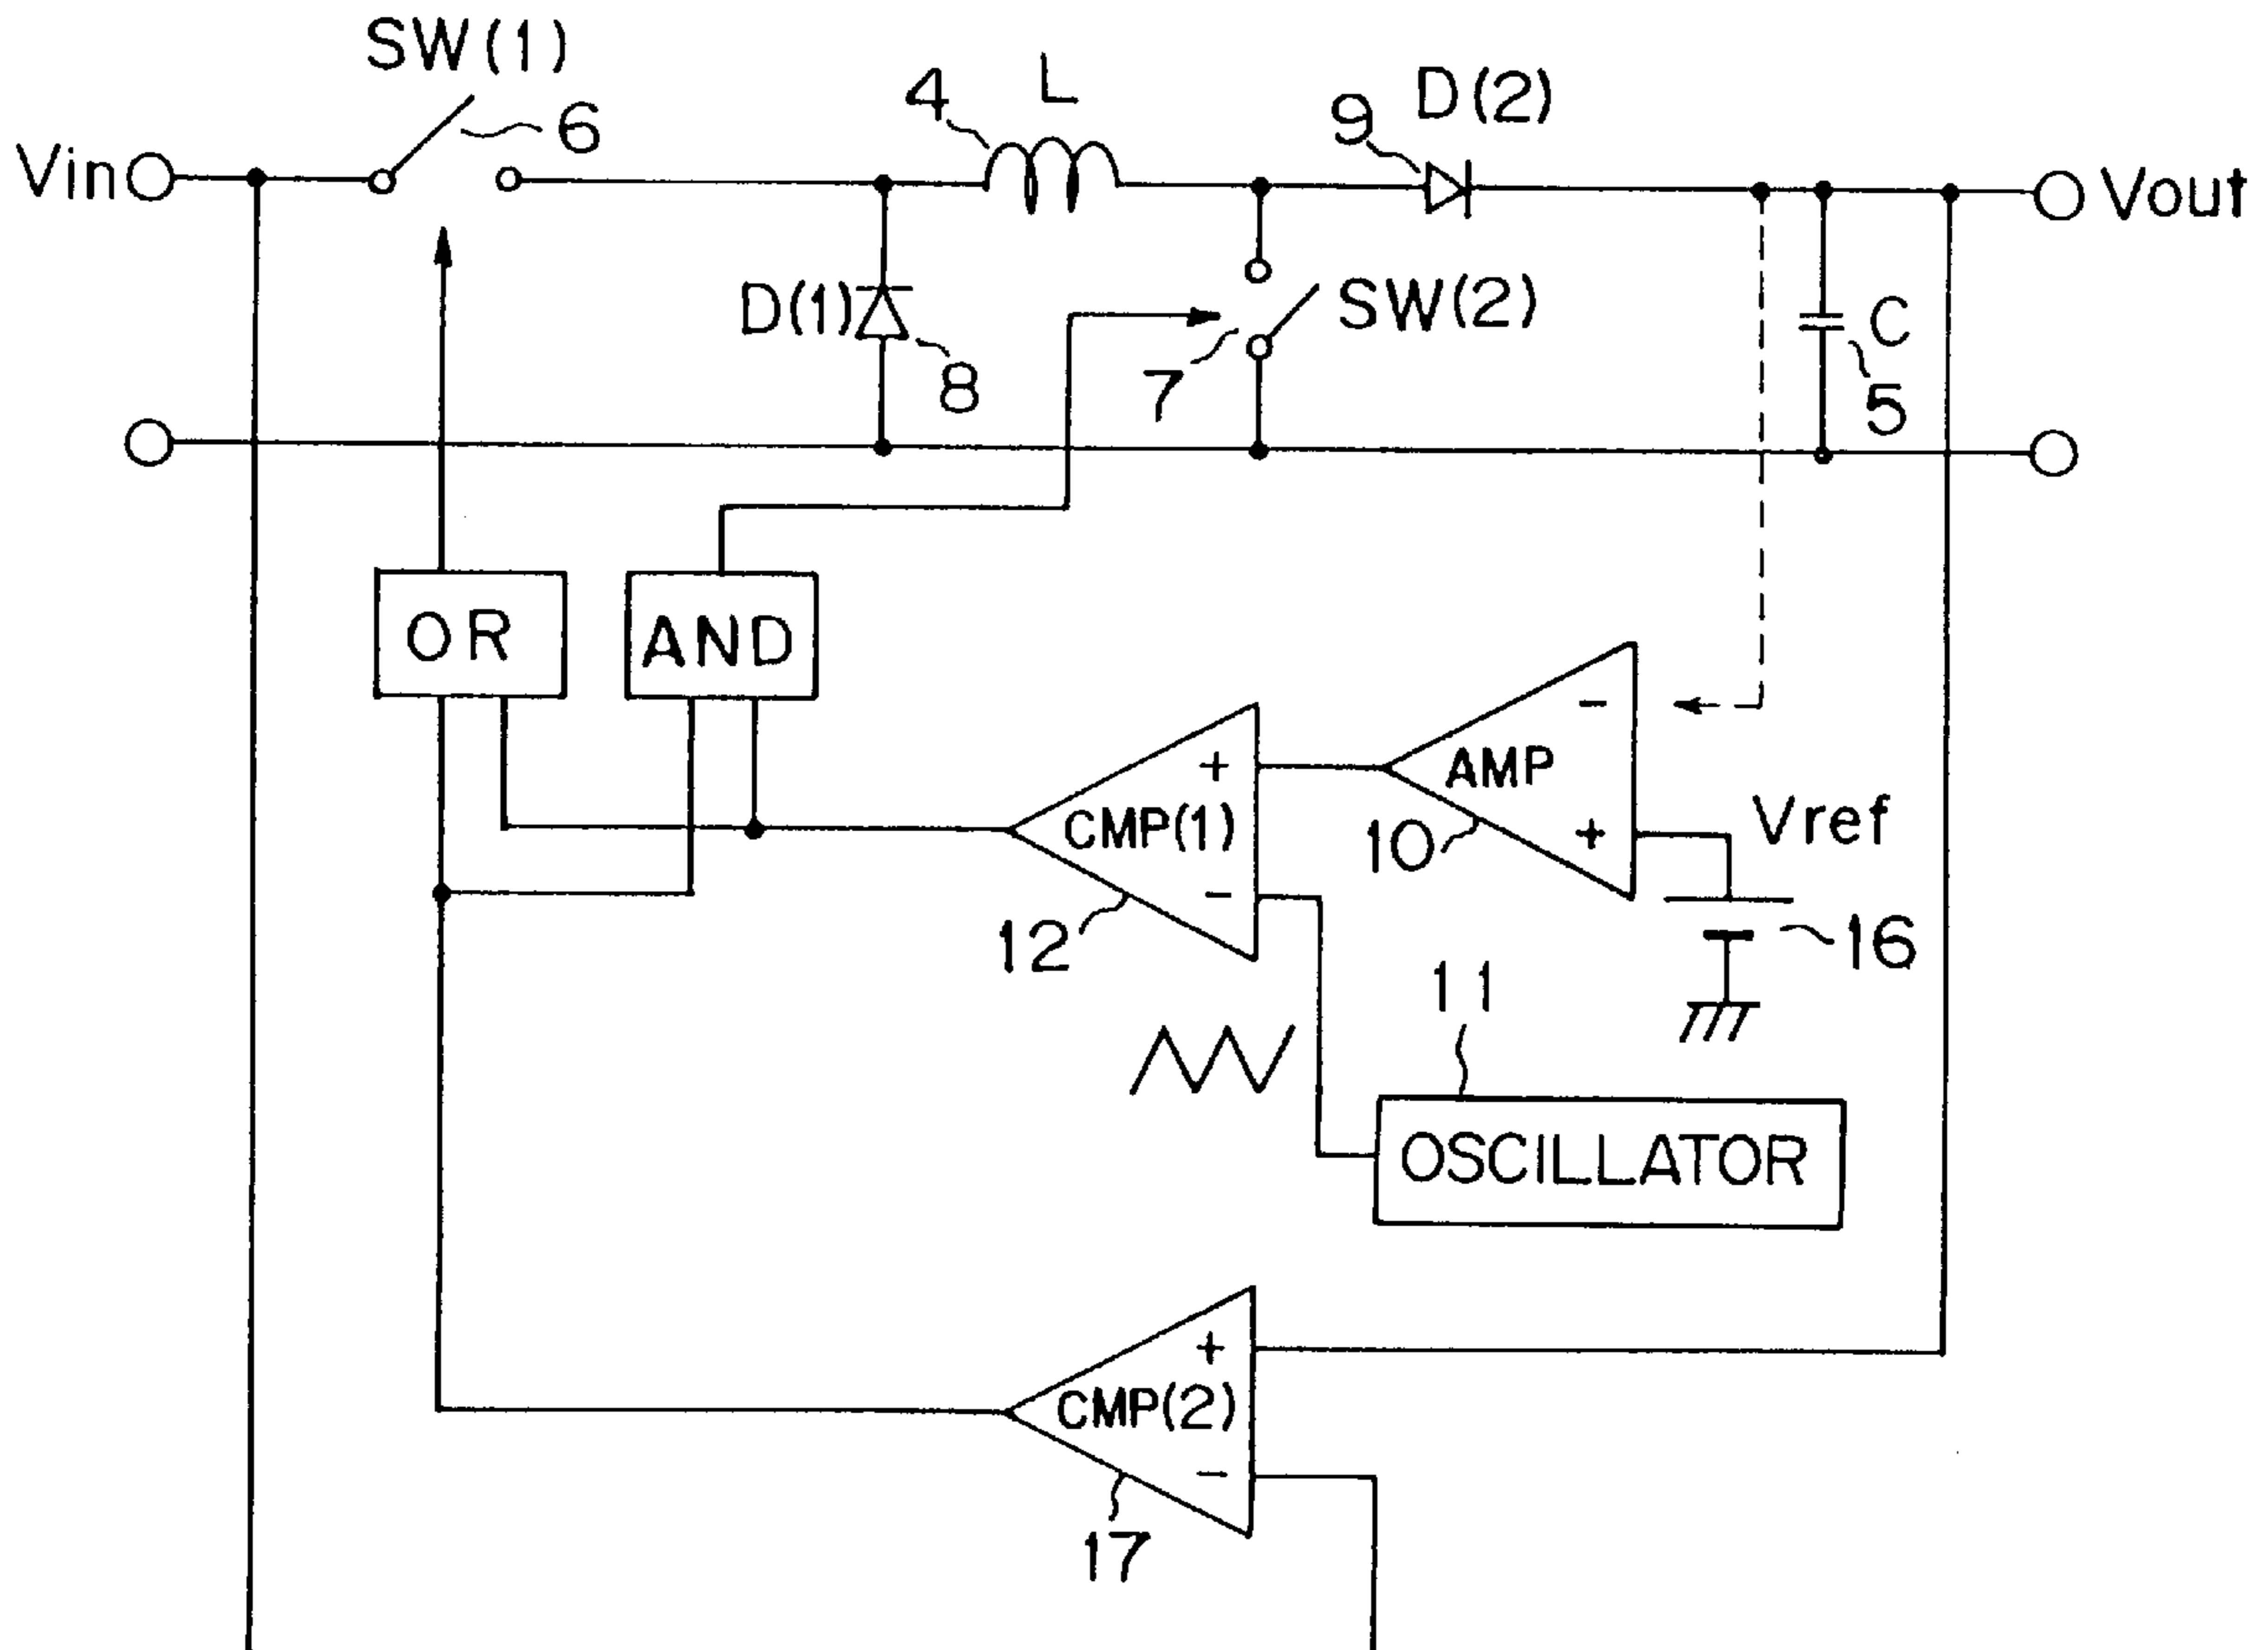 SW(1)
6
4
L
9
D(2)
Vin
Vout
D(1)
8
7
SW(2)
C
5
OR
AND
-
AMP
+
10
Vref
16
+
CMP(1)
-
12
11
OSCILLATOR
+
CMP(2)
-
17